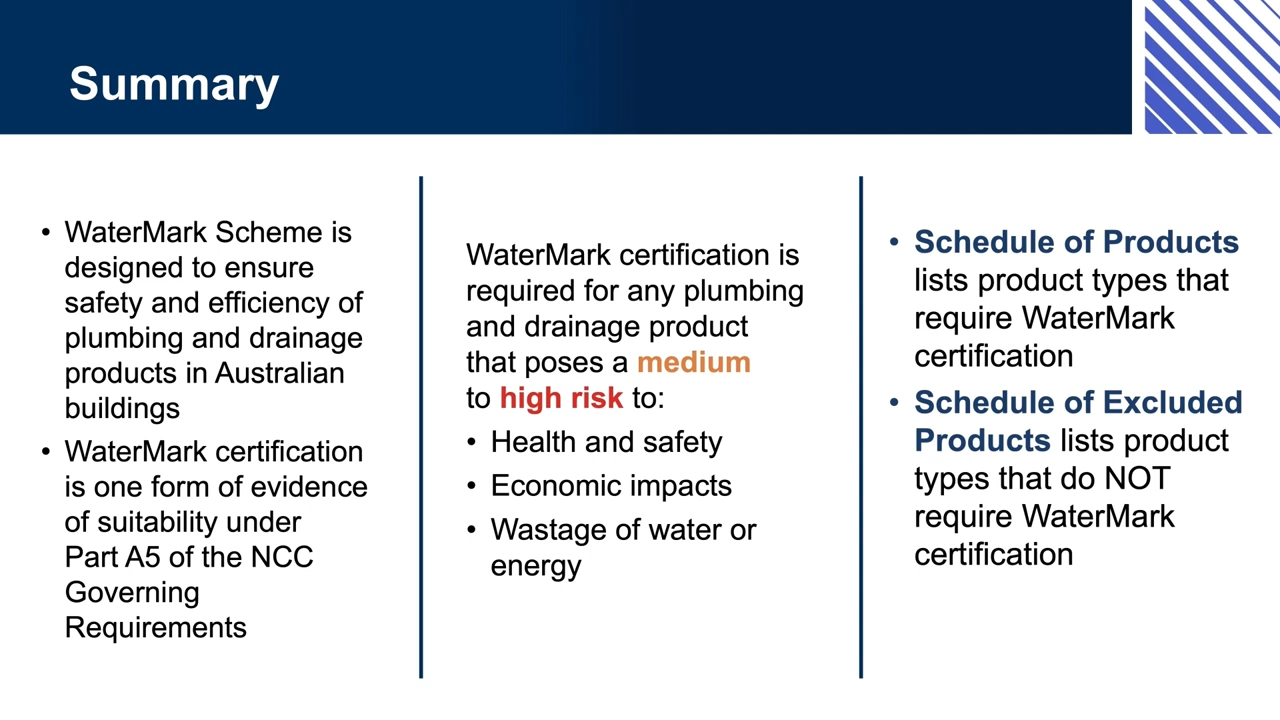 Summary
• WaterMark Scheme is
designed to ensure
safety and efficiency of
plumbing and drainage
products in Australian
buildings
• WaterMark certification
is one form of evidence
of suitability under
Part A5 of the NCC
Governing
Requirements
WaterMark certification is
required for any plumbing
and drainage product
that poses a medium
to high risk to:
• Health and safety
• Economic impacts
• Wastage of water or
energy
• Schedule of Products
lists product types that
require WaterMark
certification
• Schedule of Excluded
Products lists product
types that do NOT
require WaterMark
certification